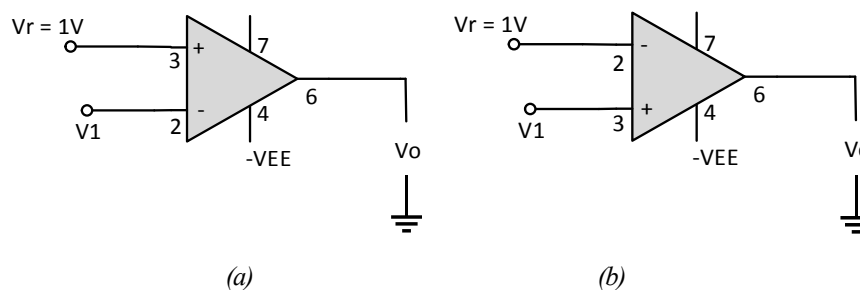 Vr = 1V
3
+
7
6
V1
2
-
4
-VEE
Vo
(a)
Vr = 1V
2
-
7
6
V1
3
+
4
-VEE
(b)